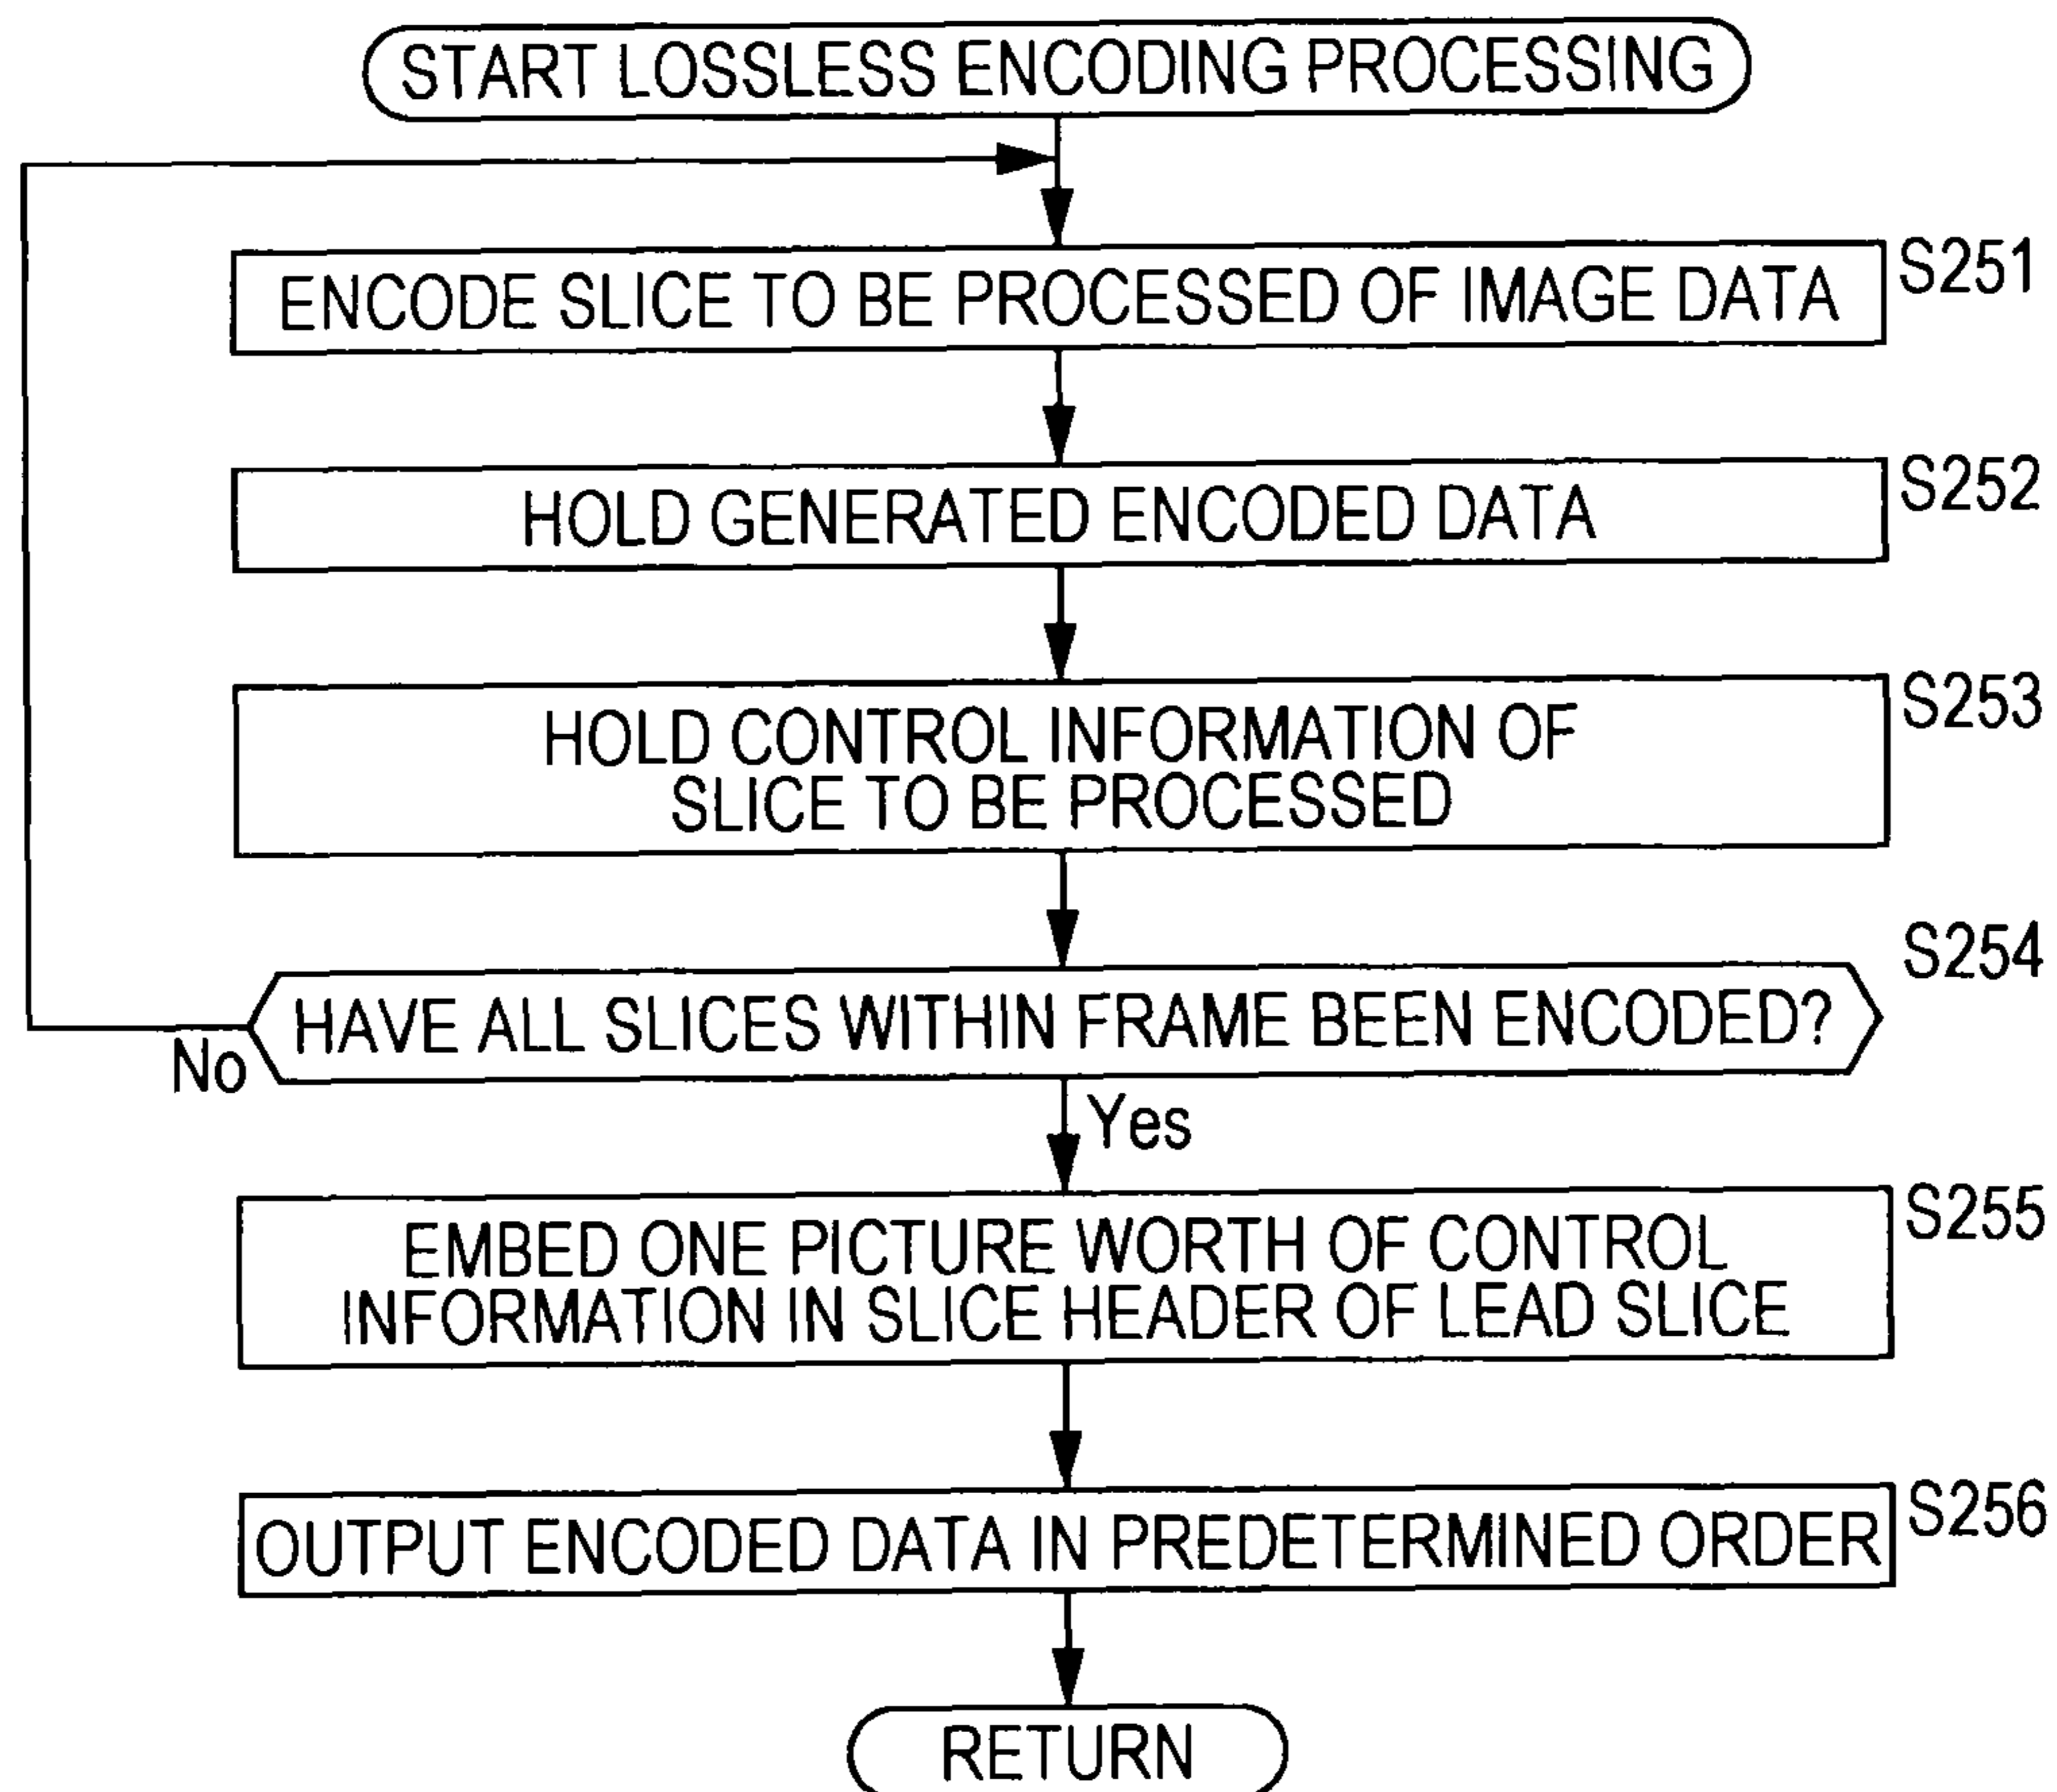 START LOSSLESS ENCODING PROCESSING
ENCODE SLICE TO BE PROCESSED OF IMAGE DATA
S251
HOLD GENERATED ENCODED DATA
S252
HOLD CONTROL INFORMATION OF
SLICE TO BE PROCESSED
S253
HAVE ALL SLICES WITHIN FRAME BEEN ENCODED?
S254
No
Yes
EMBED ONE PICTURE WORTH OF CONTROL
INFORMATION IN SLICE HEADER OF LEAD SLICE
S255
OUTPUT ENCODED DATA IN PREDETERMINED ORDER
S256
RETURN